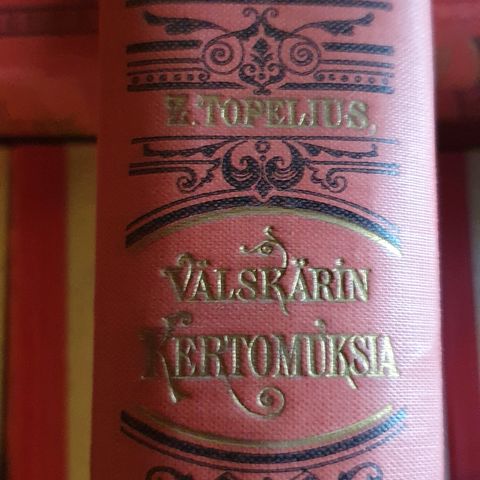 Z. TOPELIUS,
VÄLSKÄRIN
KERTOMUKSIA